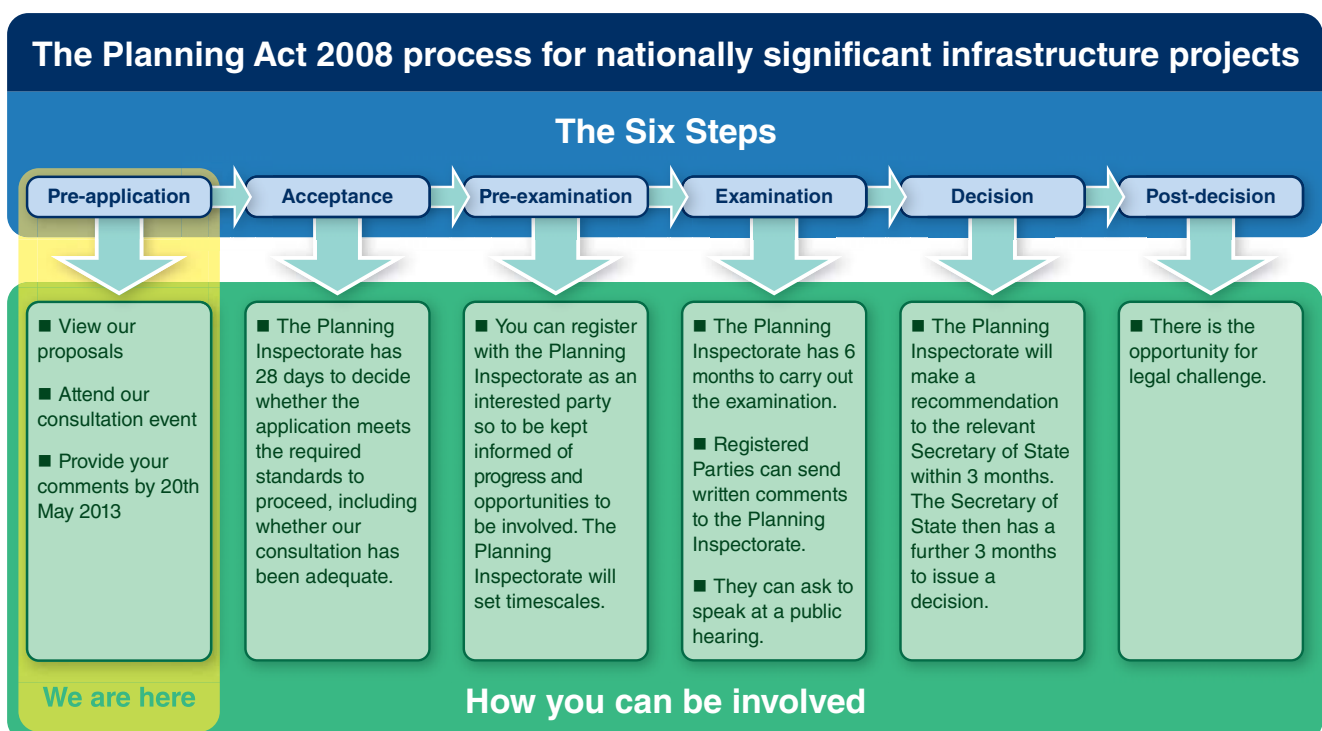 The Planning Act 2008 process for nationally significant infrastructure projects
The Six Steps
Pre-application
Acceptance
Pre-examination
Examination
Decision
Post-decision
■ View our
proposals
■ Attend our
consultation event
■ Provide your
comments by 20th
May 2013
■ The Planning
Inspectorate has
28 days to decide
whether the
application meets
the required
standards to
proceed, including
whether our
consultation has
been adequate.
■ You can register
with the Planning
Inspectorate as an
interested party
so to be kept
informed of
progress and
opportunities to
be involved. The
Planning
Inspectorate will
set timescales.
■ The Planning
Inspectorate has 6
months to carry out
the examination.
■ Registered
Parties can send
written comments
to the Planning
Inspectorate.
■ They can ask to
speak at a public
hearing.
■ The Planning
Inspectorate will
make a
recommendation
to the relevant
Secretary of State
within 3 months.
The Secretary of
State then has a
further 3 months
to issue a
decision.
■ There is the
opportunity for
legal challenge.
We are here
How you can be involved